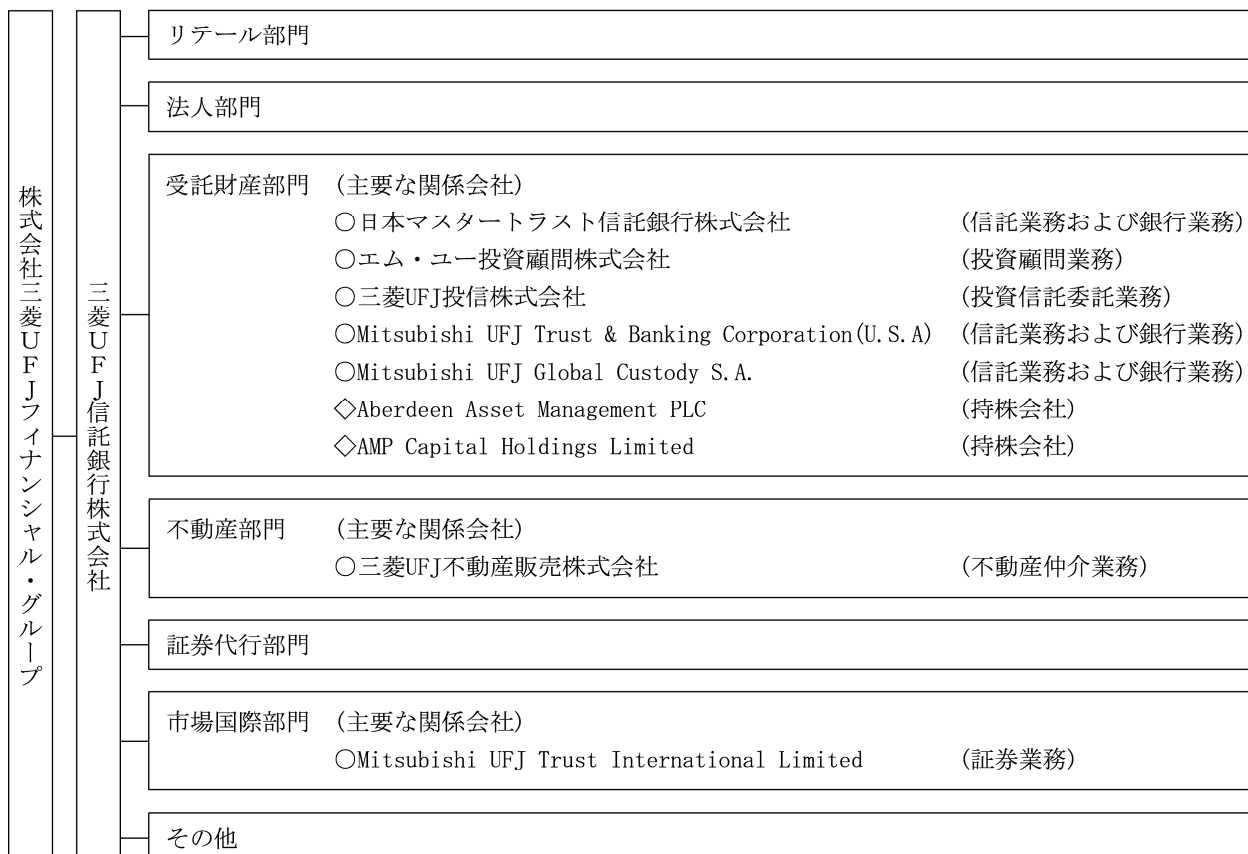 株式会社三菱ＵＦＪフィナンシャル・グループ
三菱ＵＦＪ信託銀行株式会社
リテール部門
法人部門
受託財産部門 (主要な関係会社)
○日本マスタートラスト信託銀行株式会社 (信託業務および銀行業務)
○エム・ユー投資顧問株式会社 (投資顧問業務)
○三菱UFJ投信株式会社 (投資信託委託業務)
○Mitsubishi UFJ Trust & Banking Corporation(U.S.A) (信託業務および銀行業務)
○Mitsubishi UFJ Global Custody S.A. (信託業務および銀行業務)
◇Aberdeen Asset Management PLC (持株会社)
◇AMP Capital Holdings Limited (持株会社)
不動産部門 (主要な関係会社)
○三菱UFJ不動産販売株式会社 (不動産仲介業務)
証券代行部門
市場国際部門 (主要な関係会社)
○Mitsubishi UFJ Trust International Limited (証券業務)
その他